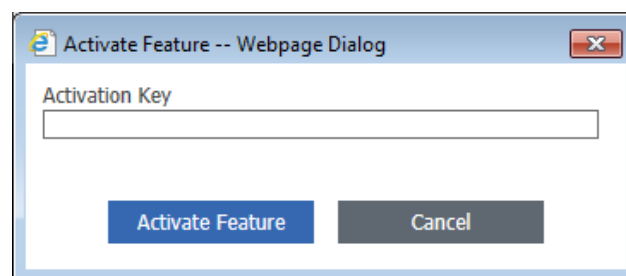 Activate Feature -- Webpage Dialog
Activation Key
Activate Feature Cancel